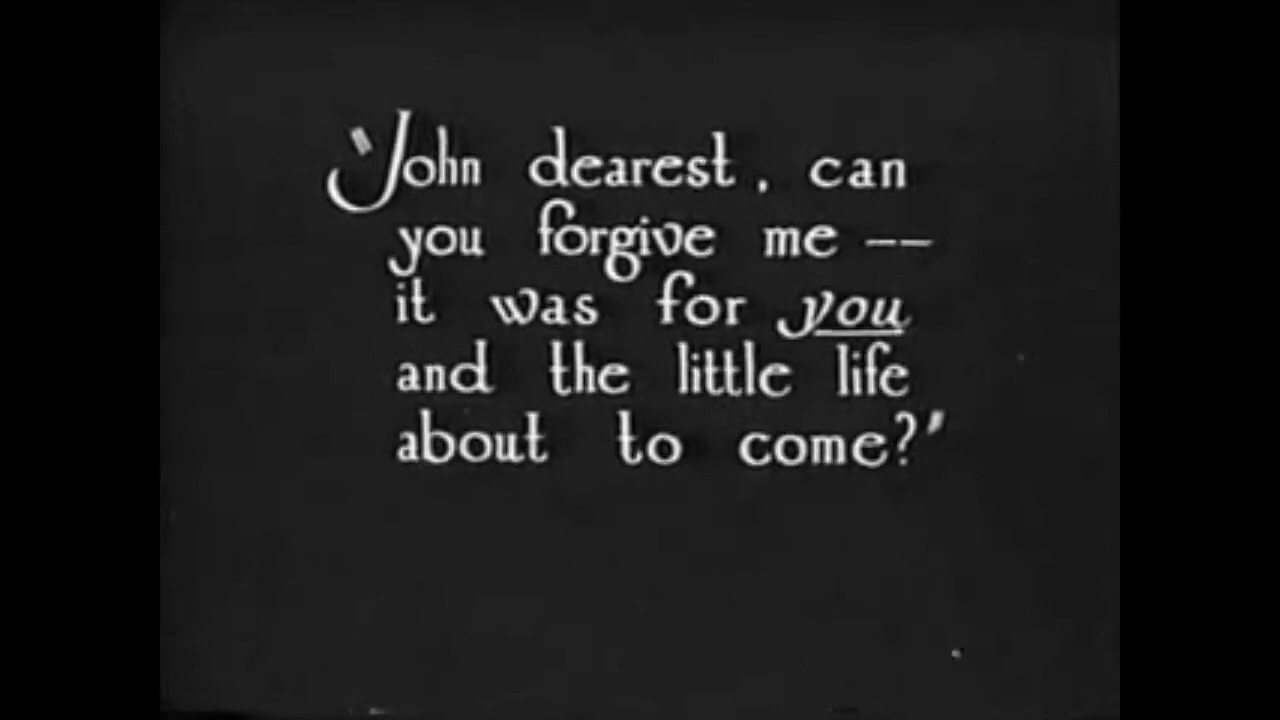 "John dearest, can
you forgive me --
it was for you
and the little life
about to come?"